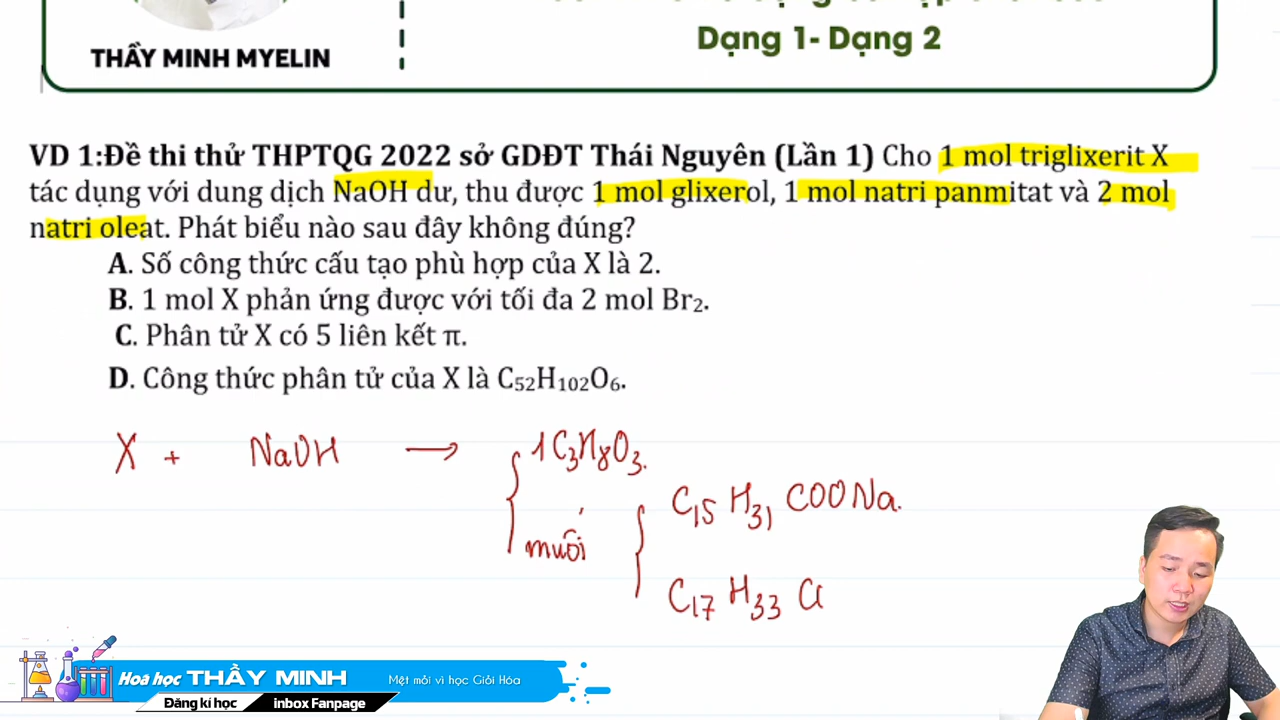 THẦY MINH MYELIN
Dạng 1- Dạng 2
VD 1:Đề thi thử THPTQG 2022 sở GDĐT Thái Nguyên (Lần 1) Cho 1 mol triglixerit X
tác dụng với dung dịch NaOH dư, thu được 1 mol glixerol, 1 mol natri panmitat và 2 mol
natri oleat. Phát biểu nào sau đây không đúng?
A. Số công thức cấu tạo phù hợp của X là 2.
B. 1 mol X phản ứng được với tối đa 2 mol Br₂.
C. Phân tử X có 5 liên kết π.
D. Công thức phân tử của X là C₅₂H₁₀₂O₆.
X + NaOH → 1C₃H₈O₃.
muối
C₁₅H₃₁COONa.
C₁₇H₃₃C
Hoá học THẦY MINH
Mệt mỏi vì học Giỏi Hóa
Đăng kí học
inbox Fanpage